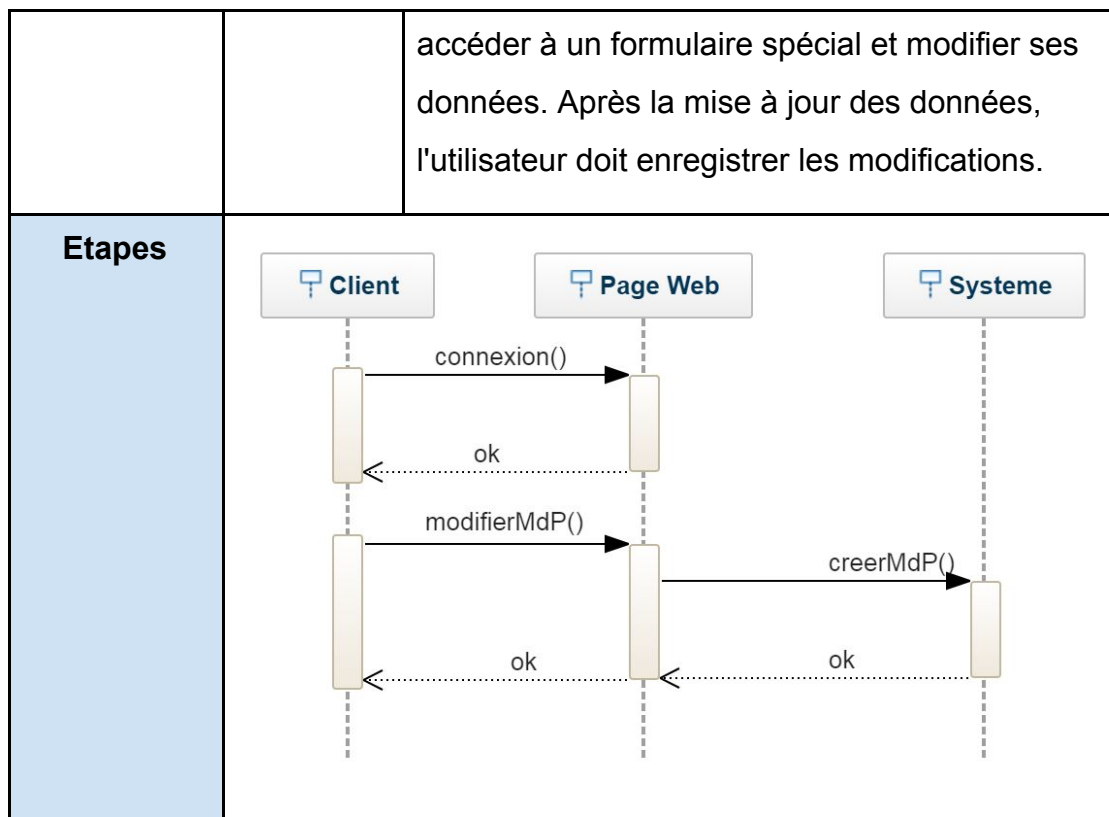 accéder à un formulaire spécial et modifier ses
données. Après la mise à jour des données,
l'utilisateur doit enregistrer les modifications.
Etapes
Client
Page Web
Systeme
connexion()
ok
modifierMdP()
creerMdP()
ok
ok